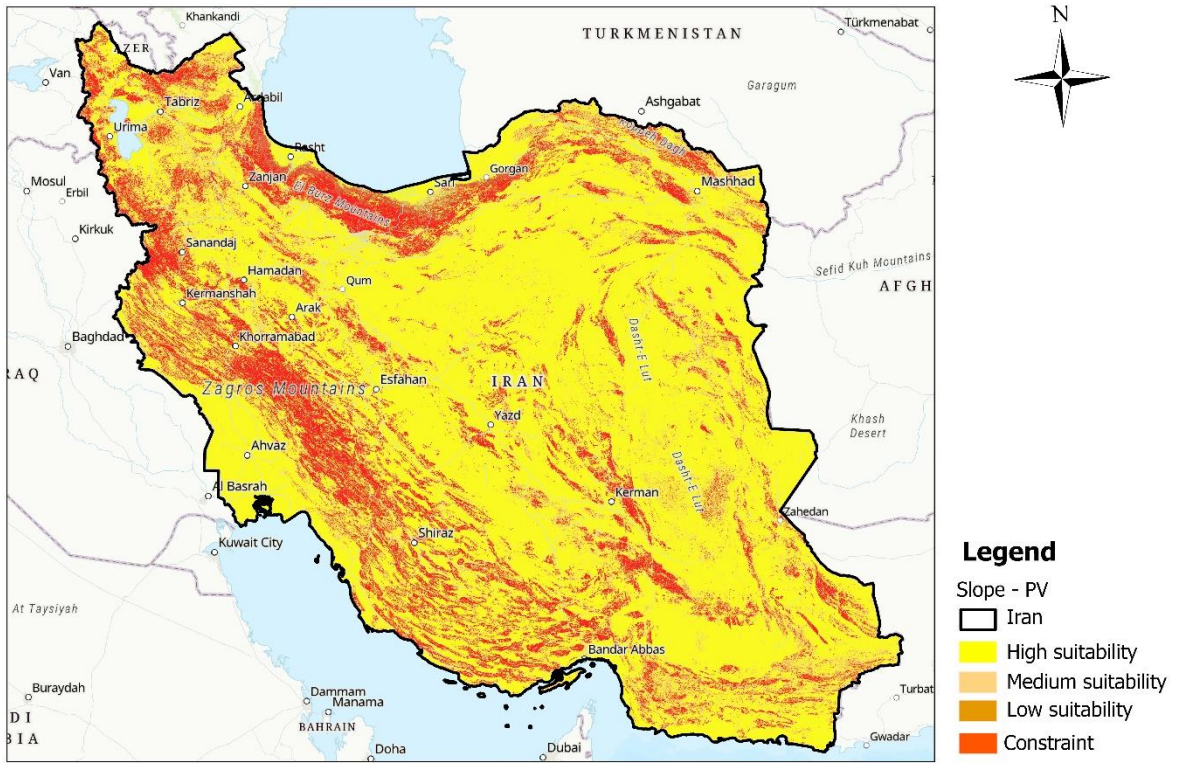 Khankandi
AZER
Van
Tabriz
Ardabil
Urima
Rasht
Mosul
Erbil
Zanjan
El Burz Mountains
Sari
Gorgan
Kirkuk
Sanandaj
Hamadan
Kermanshah
Qum
Arak
Baghdad
Khorramabad
RAQ
Zagros Mountains
Esfahan
IRAN
Yazd
Ahvaz
Al Basrah
Kuwait City
Shiraz
Kerman
At Taysiyah
Bandar Abbas
Buraydah
Dammam
Manama
BAHRAIN
DI
BIA
Doha
Dubai
TURKMENISTAN
Türkmenabat
Garagum
Ashgabat
Kopteh Dagh
Mashhad
Sefid Kuh Mountains
AFGH
Dasht-E Lut
Dasht-E Lut
Khash
Desert
Zahedan
Turbat
Gwadar
N
Legend
Slope - PV
Iran
High suitability
Medium suitability
Low suitability
Constraint